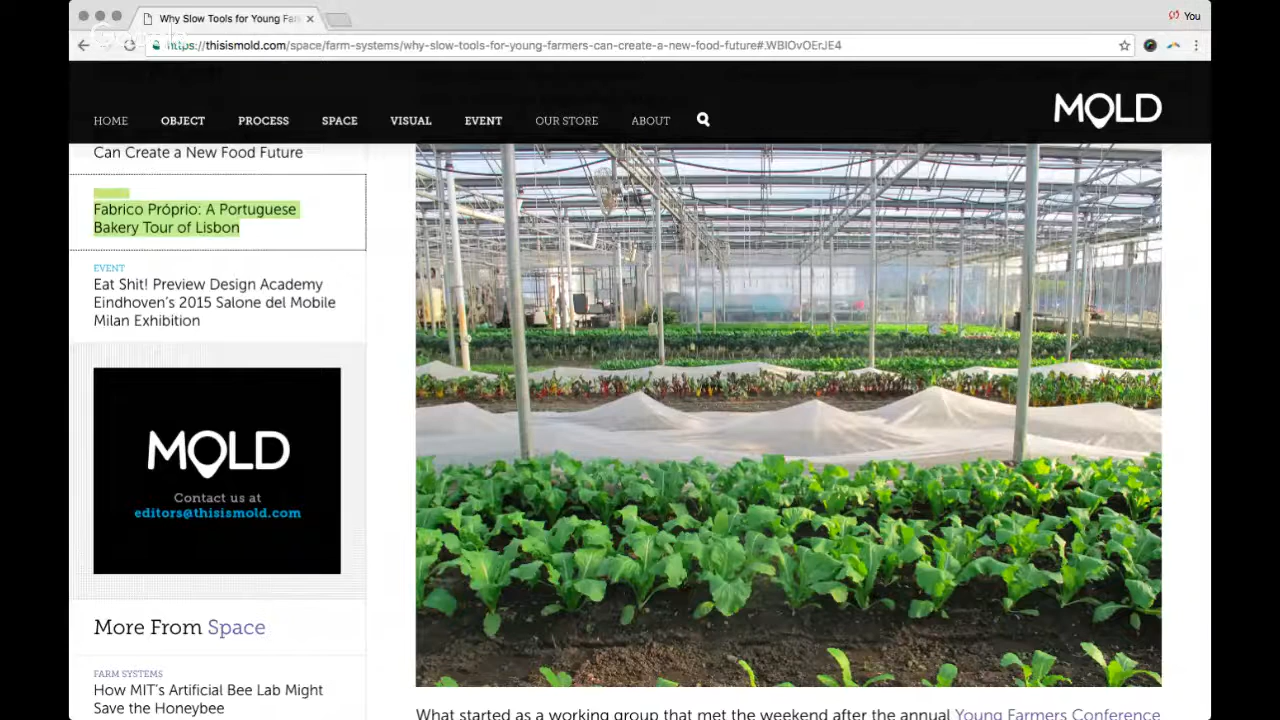 Why Slow Tools for Young Far
You
https://thisismold.com/space/farm-systems/why-slow-tools-for-young-farmers-can-create-a-new-food-future#.WBIOvOErJE4
HOME OBJECT PROCESS SPACE VISUAL EVENT OUR STORE ABOUT
MOLD
Can Create a New Food Future
Fabrico Próprio: A Portuguese
Bakery Tour of Lisbon
EVENT
Eat Shit! Preview Design Academy
Eindhoven’s 2015 Salone del Mobile
Milan Exhibition
MOLD
Contact us at
editors@thisismold.com
More From Space
FARM SYSTEMS
How MIT’s Artificial Bee Lab Might
Save the Honeybee
What started as a working group that met the weekend after the annual Young Farmers Conference